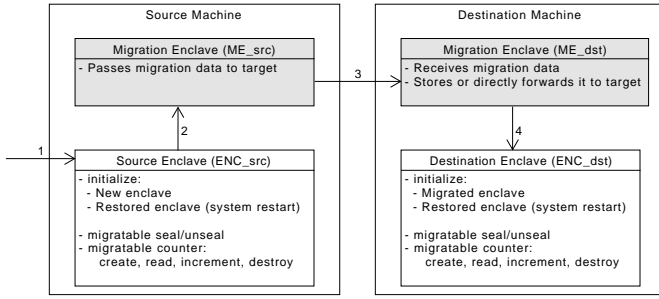 Source Machine
Migration Enclave (ME_src)
- Passes migration data to target
2
1
Source Enclave (ENC_src)
- initialize:
- New enclave
- Restored enclave (system restart)
- migratable seal/unseal
- migratable counter:
create, read, increment, destroy
3
Destination Machine
Migration Enclave (ME_dst)
- Receives migration data
- Stores or directly forwards it to target
4
Destination Enclave (ENC_dst)
- initialize:
- Migrated enclave
- Restored enclave (system restart)
- migratable seal/unseal
- migratable counter:
create, read, increment, destroy